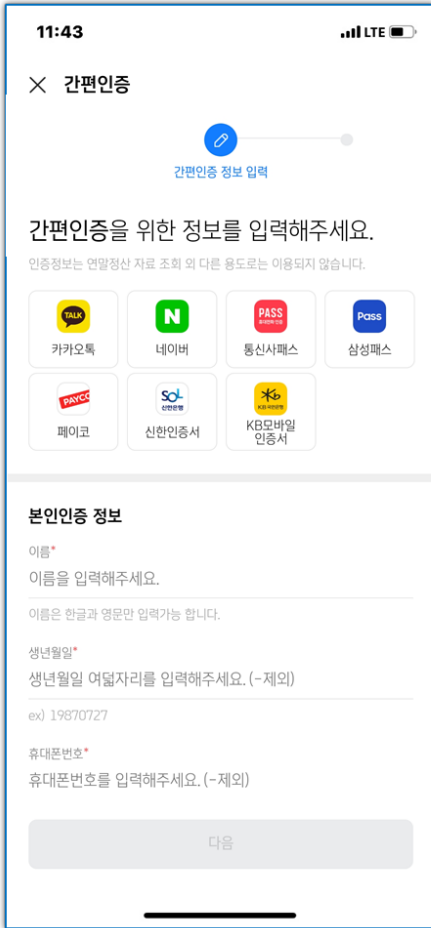 11:43 LTE
간편인증
간편인증 정보 입력
간편인증을 위한 정보를 입력해주세요.
인증정보는 연말정산 자료 조회 외 다른 용도로는 이용되지 않습니다.
TALK N PASS Pass
카카오톡 네이버 통신사패스 삼성패스
PAYCO SOL 신한은행 KB국민은행
페이코 신한인증서 KB모바일
인증서
본인인증 정보
이름*
이름을 입력해주세요.
이름은 한글과 영문만 입력가능 합니다.
생년월일*
생년월일 여덟자리를 입력해주세요. (-제외)
ex) 19870727
휴대폰번호*
휴대폰번호를 입력해주세요. (-제외)
다음